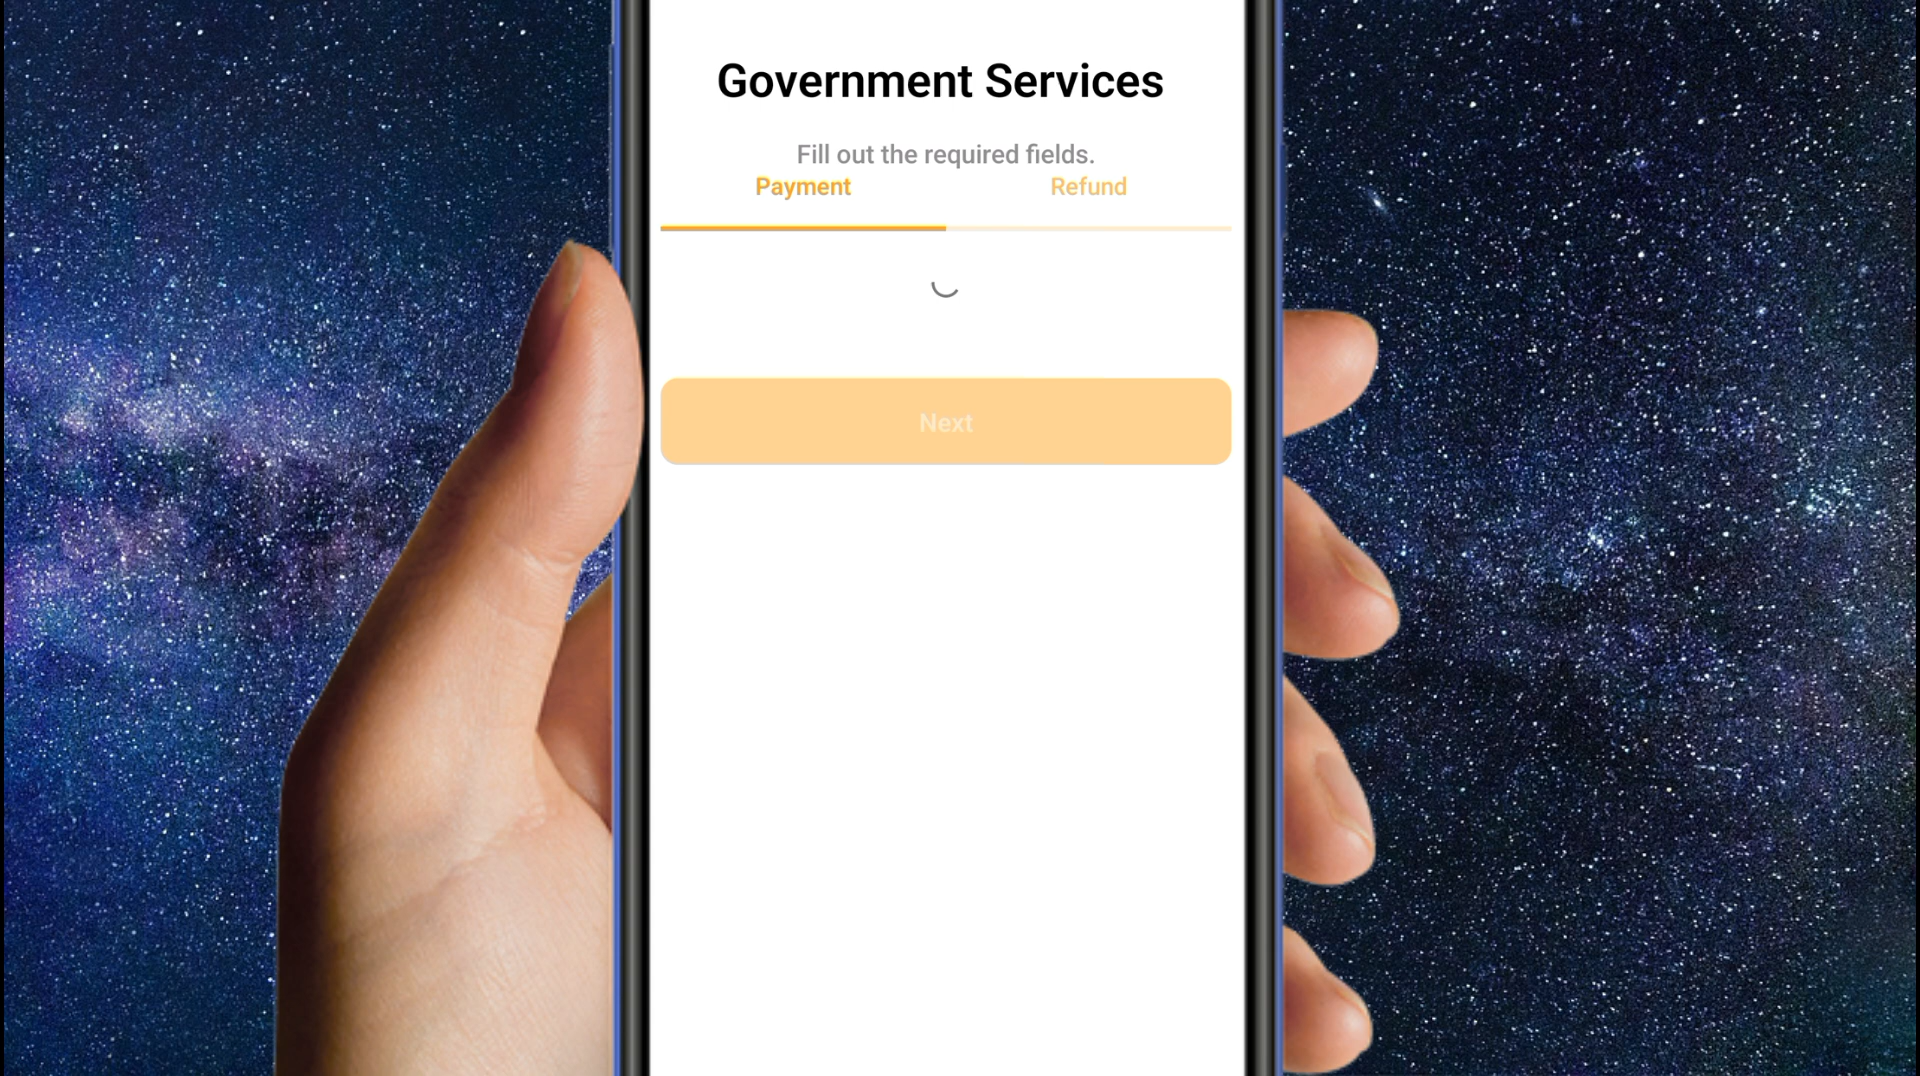 Government Services
Fill out the required fields.
Payment
Refund
Next